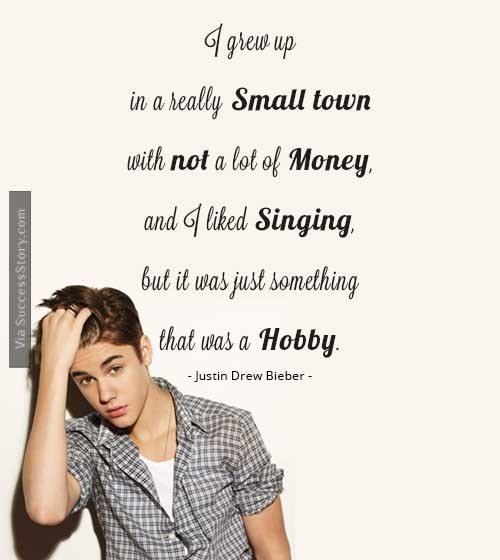 I grew up
in a really Small town
with not a lot of Money,
and I liked Singing,
but it was just something
that was a Hobby.
- Justin Drew Bieber -
Via SuccessStory.com